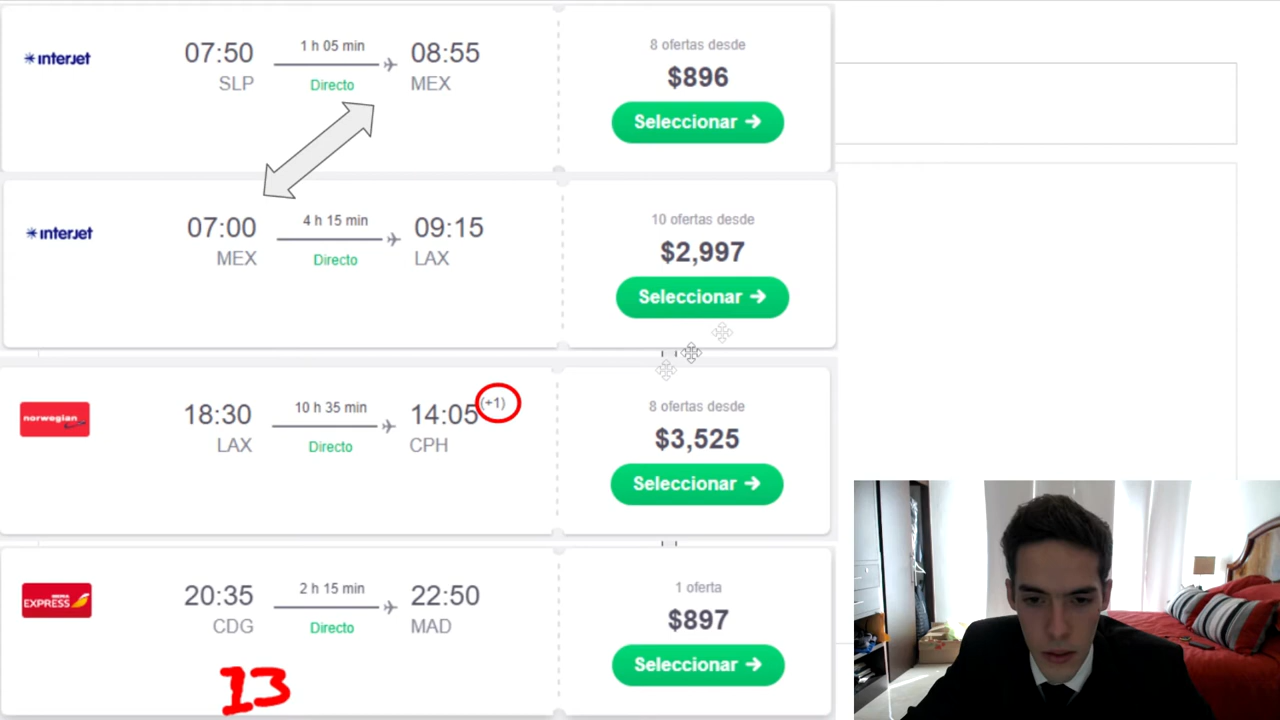 interjet
07:50
1 h 05 min
08:55
SLP
Directo
MEX
8 ofertas desde
$896
Seleccionar
interjet
07:00
4 h 15 min
09:15
MEX
Directo
LAX
10 ofertas desde
$2,997
Seleccionar
norwegian
18:30
10 h 35 min
14:05 (+1)
LAX
Directo
CPH
8 ofertas desde
$3,525
Seleccionar
EXPRESS
20:35
2 h 15 min
22:50
CDG
Directo
MAD
1 oferta
$897
Seleccionar
13